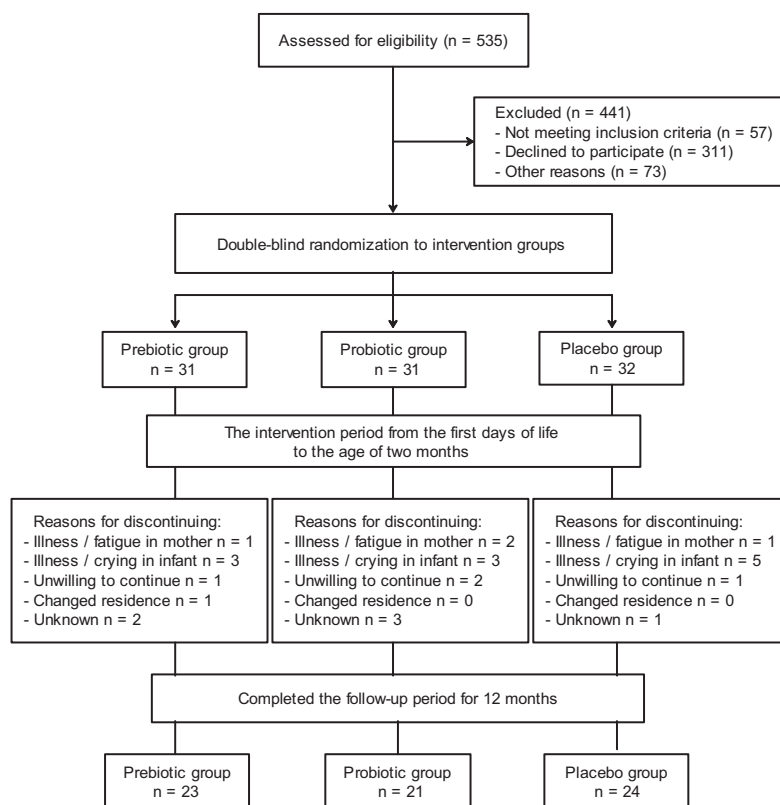 Assessed for eligibility (n = 535)
Excluded (n = 441)
- Not meeting inclusion criteria (n = 57)
- Declined to participate (n = 311)
- Other reasons (n = 73)
Double-blind randomization to intervention groups
Prebiotic group
n = 31
Probiotic group
n = 31
Placebo group
n = 32
The intervention period from the first days of life
to the age of two months
Reasons for discontinuing:
- Illness / fatigue in mother n = 1
- Illness / crying in infant n = 3
- Unwilling to continue n = 1
- Changed residence n = 1
- Unknown n = 2
Reasons for discontinuing:
- Illness / fatigue in mother n = 2
- Illness / crying in infant n = 3
- Unwilling to continue n = 2
- Changed residence n = 0
- Unknown n = 3
Reasons for discontinuing:
- Illness / fatigue in mother n = 1
- Illness / crying in infant n = 5
- Unwilling to continue n = 1
- Changed residence n = 0
- Unknown n = 1
Completed the follow-up period for 12 months
Prebiotic group
n = 23
Probiotic group
n = 21
Placebo group
n = 24